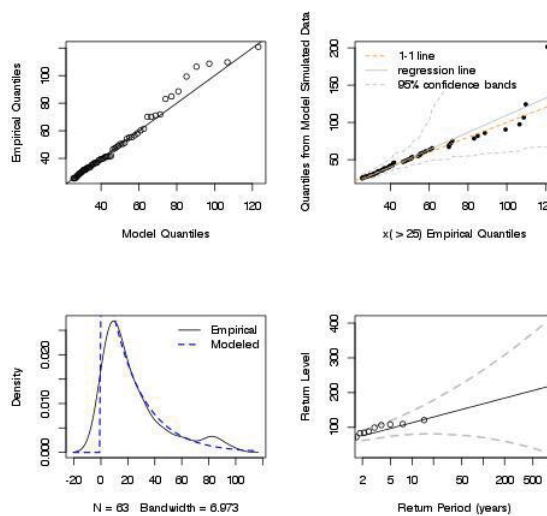 Empirical Quantiles
120
100
80
60
40
40 60 80 100 120
Model Quantiles
Quantiles from Model Simulated Data
200
150
100
50
1-1 line
regression line
95% confidence bands
40 60 80 100 120
x( > 25) Empirical Quantiles
Density
0.020
0.010
0.000
Empirical
Modeled
-20 0 20 40 60 80 100
N = 63 Bandwidth = 6.973
Return Level
400
300
200
100
2 5 10 20 50 200 500
Return Period (years)